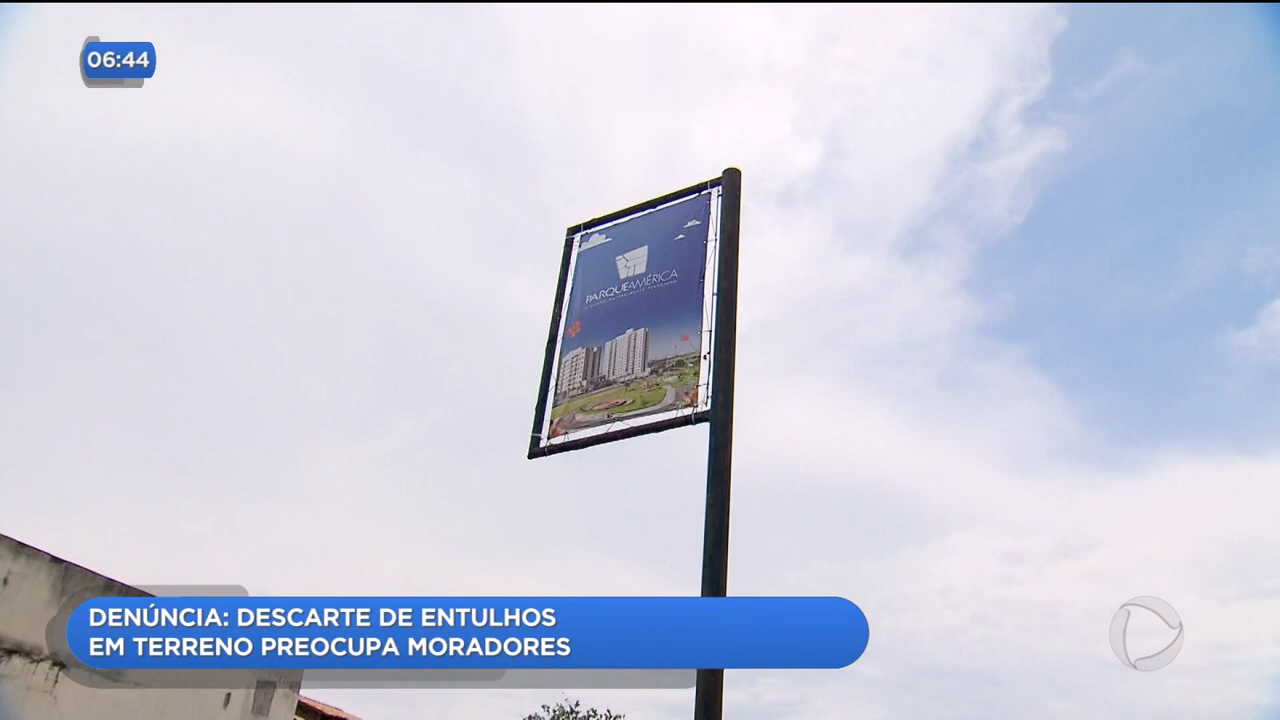 06:44
PARQUEAMÉRICA
DENÚNCIA: DESCARTE DE ENTULHOS
EM TERRENO PREOCUPA MORADORES